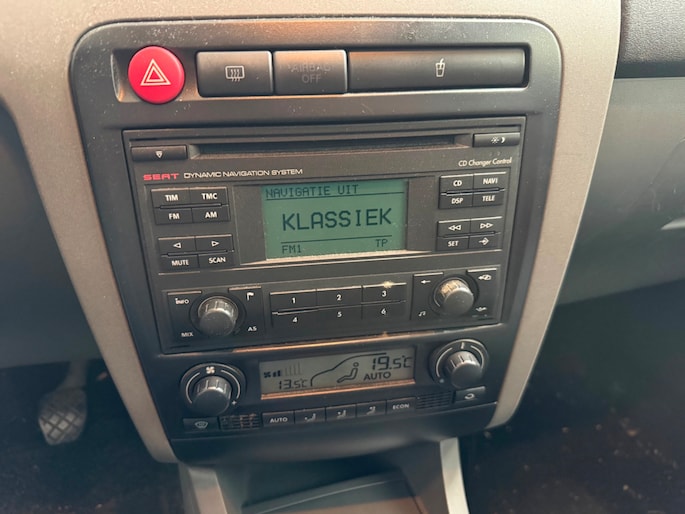 AIRBAG OFF
SEAT DYNAMIC NAVIGATION SYSTEM
CD Changer Control
TIM TMC
FM AM
MUTE SCAN
NAVIGATIE UIT
KLASSIEK
FM1 TP
CD NAVI
DSP TELE
SET
INFO
MIX AS
1 2 3
4 5 6
13.5°C
19.5°C
AUTO
AUTO ECON